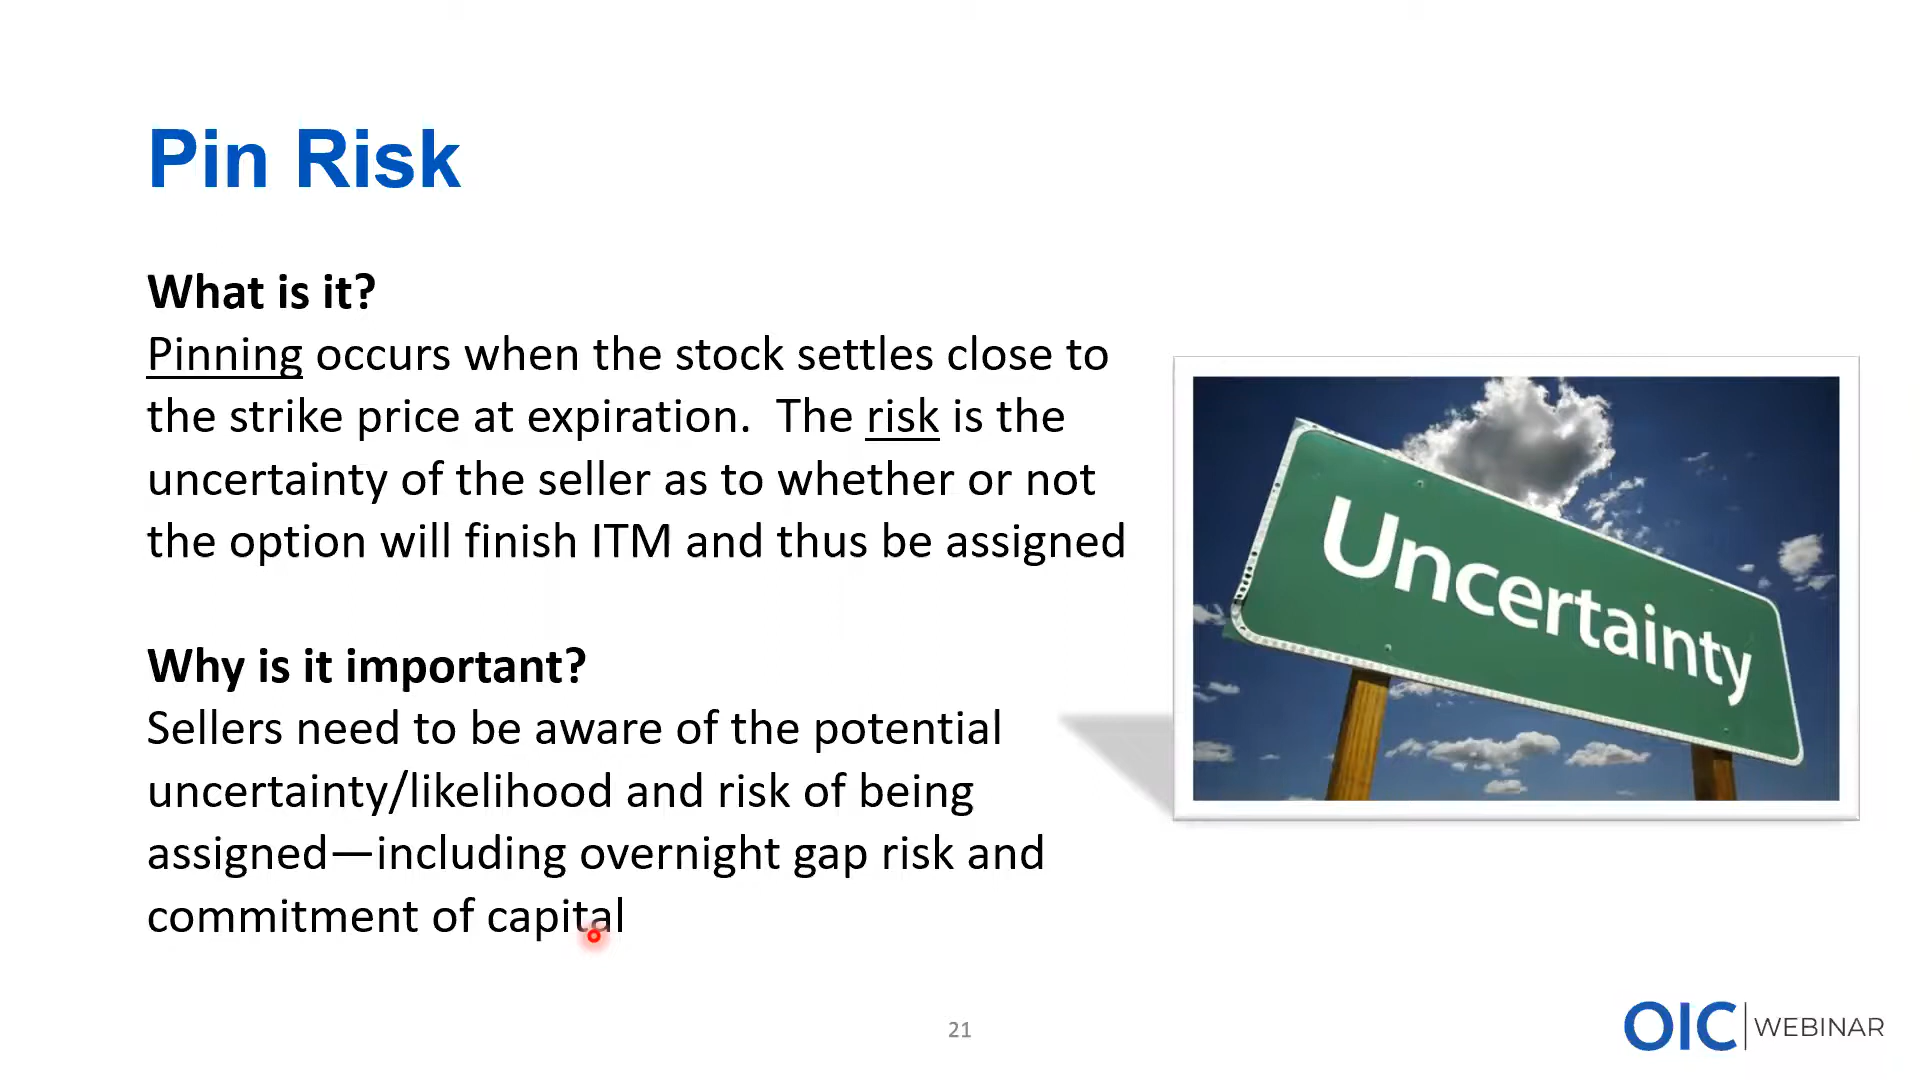 Pin Risk
What is it?
Pinning occurs when the stock settles close to
the strike price at expiration.  The risk is the
uncertainty of the seller as to whether or not
the option will finish ITM and thus be assigned
Why is it important?
Sellers need to be aware of the potential
uncertainty/likelihood and risk of being
assigned—including overnight gap risk and
commitment of capital
Uncertainty
21
OIC WEBINAR